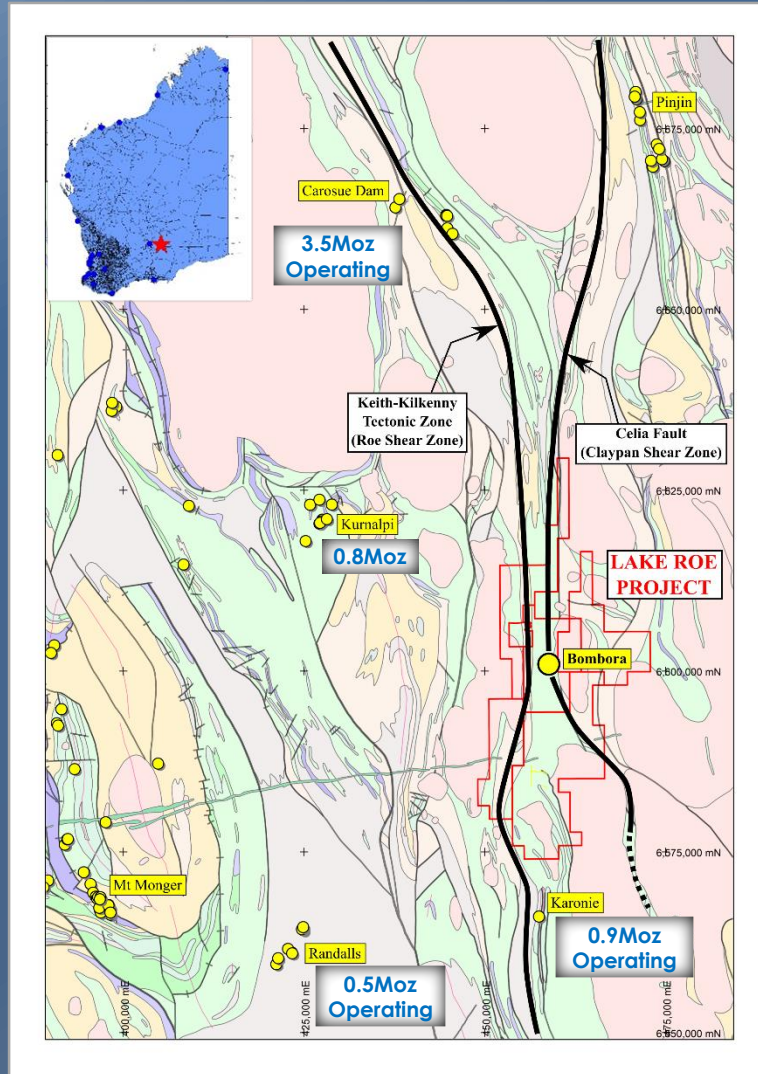 Pinjin
6,675,000 mN
Carosue Dam
3.5Moz
Operating
6,650,000 mN
Keith-Kilkenny
Tectonic Zone
(Roe Shear Zone)
Celia Fault
(Claypan Shear Zone)
6,625,000 mN
Kurnalpi
0.8Moz
LAKE ROE
PROJECT
Bombora
6,600,000 mN
6,575,000 mN
Mt Monger
Karonie
0.9Moz
Operating
Randalls
0.5Moz
Operating
400,000 mE
425,000 mE
450,000 mE
475,000 mE
6,550,000 mN